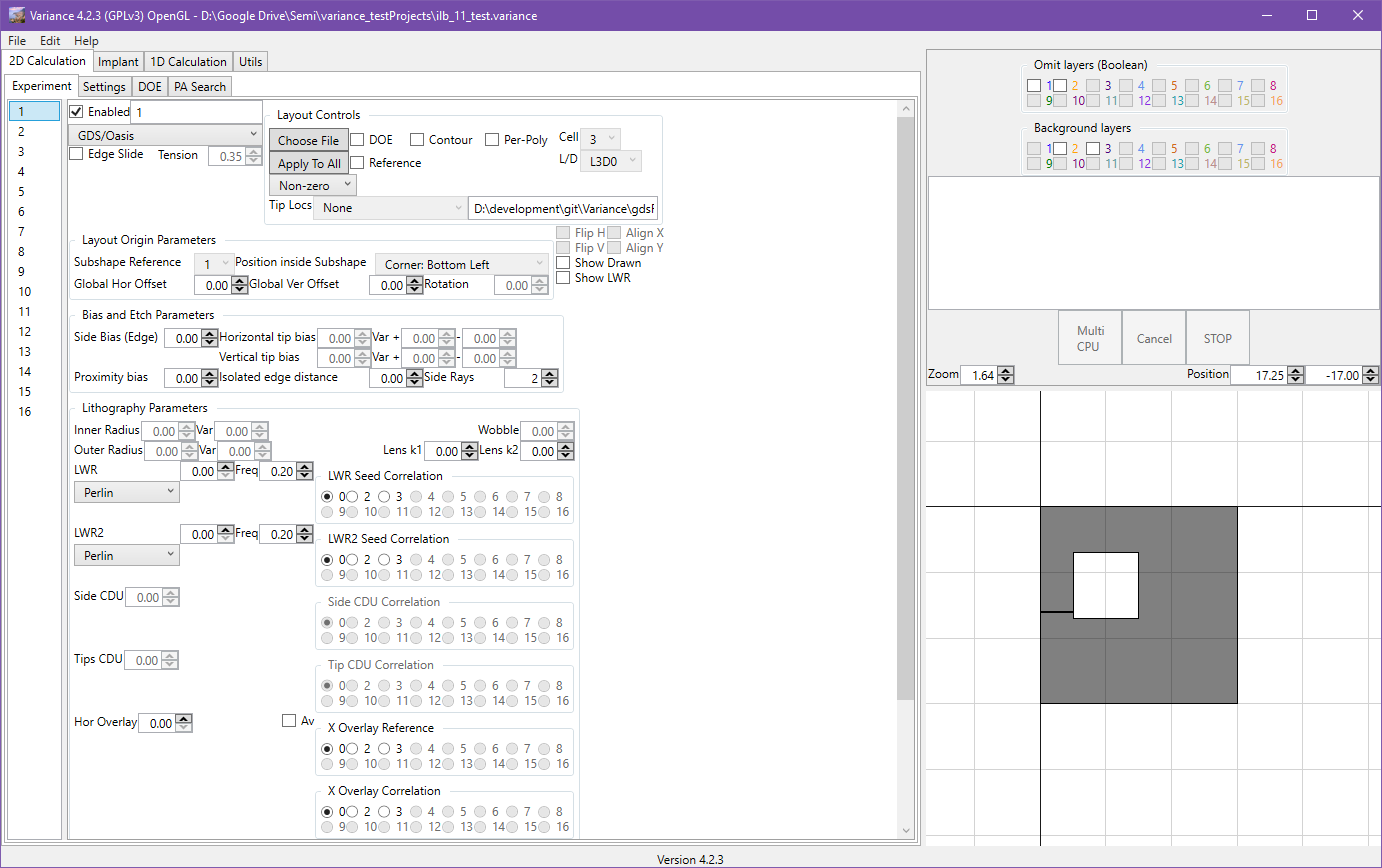 Variance 4.2.3 (GPLv3) OpenGL - D:\Google Drive\Semi\variance_testProjects\ilb_11_test.variance
File Edit Help
2D Calculation Implant 1D Calculation Utils
Experiment Settings DOE PA Search
1
2
3
4
5
6
7
8
9
10
11
12
13
14
15
16
Enabled 1
GDS/Oasis
Edge Slide Tension 0.35
Layout Controls
Choose File DOE Contour Per-Poly Cell 3
Apply To All Reference L/D L3D0
Non-zero
Tip Locs None D:\development\git\Variance\gdsF
Flip H Align X
Flip V Align Y
Show Drawn
Show LWR
Layout Origin Parameters
Subshape Reference 1 Position inside Subshape Corner: Bottom Left
Global Hor Offset 0.00 Global Ver Offset 0.00 Rotation 0.00
Bias and Etch Parameters
Side Bias (Edge) 0.00 Horizontal tip bias 0.00 Var + 0.00 - 0.00
Vertical tip bias 0.00 Var + 0.00 - 0.00
Proximity bias 0.00 Isolated edge distance 0.00 Side Rays 2
Lithography Parameters
Inner Radius 0.00 Var 0.00 Wobble 0.00
Outer Radius 0.00 Var 0.00 Lens k1 0.00 Lens k2 0.00
LWR 0.00 Freq 0.20
Perlin
LWR Seed Correlation
0 2 3 4 5 6 7 8
9 10 11 12 13 14 15 16
LWR2 0.00 Freq 0.20
Perlin
LWR2 Seed Correlation
0 2 3 4 5 6 7 8
9 10 11 12 13 14 15 16
Side CDU 0.00
Side CDU Correlation
0 2 3 4 5 6 7 8
9 10 11 12 13 14 15 16
Tips CDU 0.00
Tip CDU Correlation
0 2 3 4 5 6 7 8
9 10 11 12 13 14 15 16
Hor Overlay 0.00 Av
X Overlay Reference
0 2 3 4 5 6 7 8
9 10 11 12 13 14 15 16
X Overlay Correlation
0 2 3 4 5 6 7 8
9 10 11 12 13 14 15 16
Omit layers (Boolean)
1 2 3 4 5 6 7 8
9 10 11 12 13 14 15 16
Background layers
1 2 3 4 5 6 7 8
9 10 11 12 13 14 15 16
Multi
CPU
Cancel
STOP
Zoom 1.64 Position 17.25 -17.00
Version 4.2.3